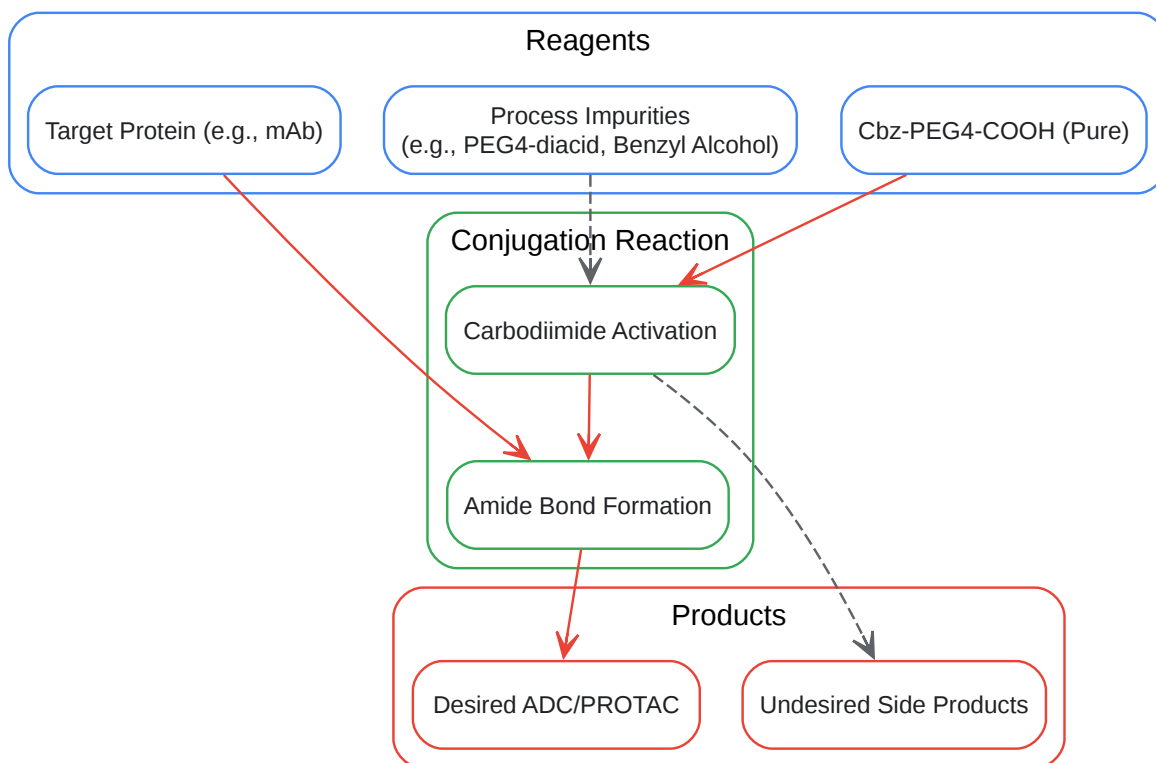 Reagents
Target Protein (e.g., mAb)
Process Impurities
(e.g., PEG4-diacid, Benzyl Alcohol)
Cbz-PEG4-COOH (Pure)
Conjugation Reaction
Carbodiimide Activation
Amide Bond Formation
Products
Desired ADC/PROTAC
Undesired Side Products